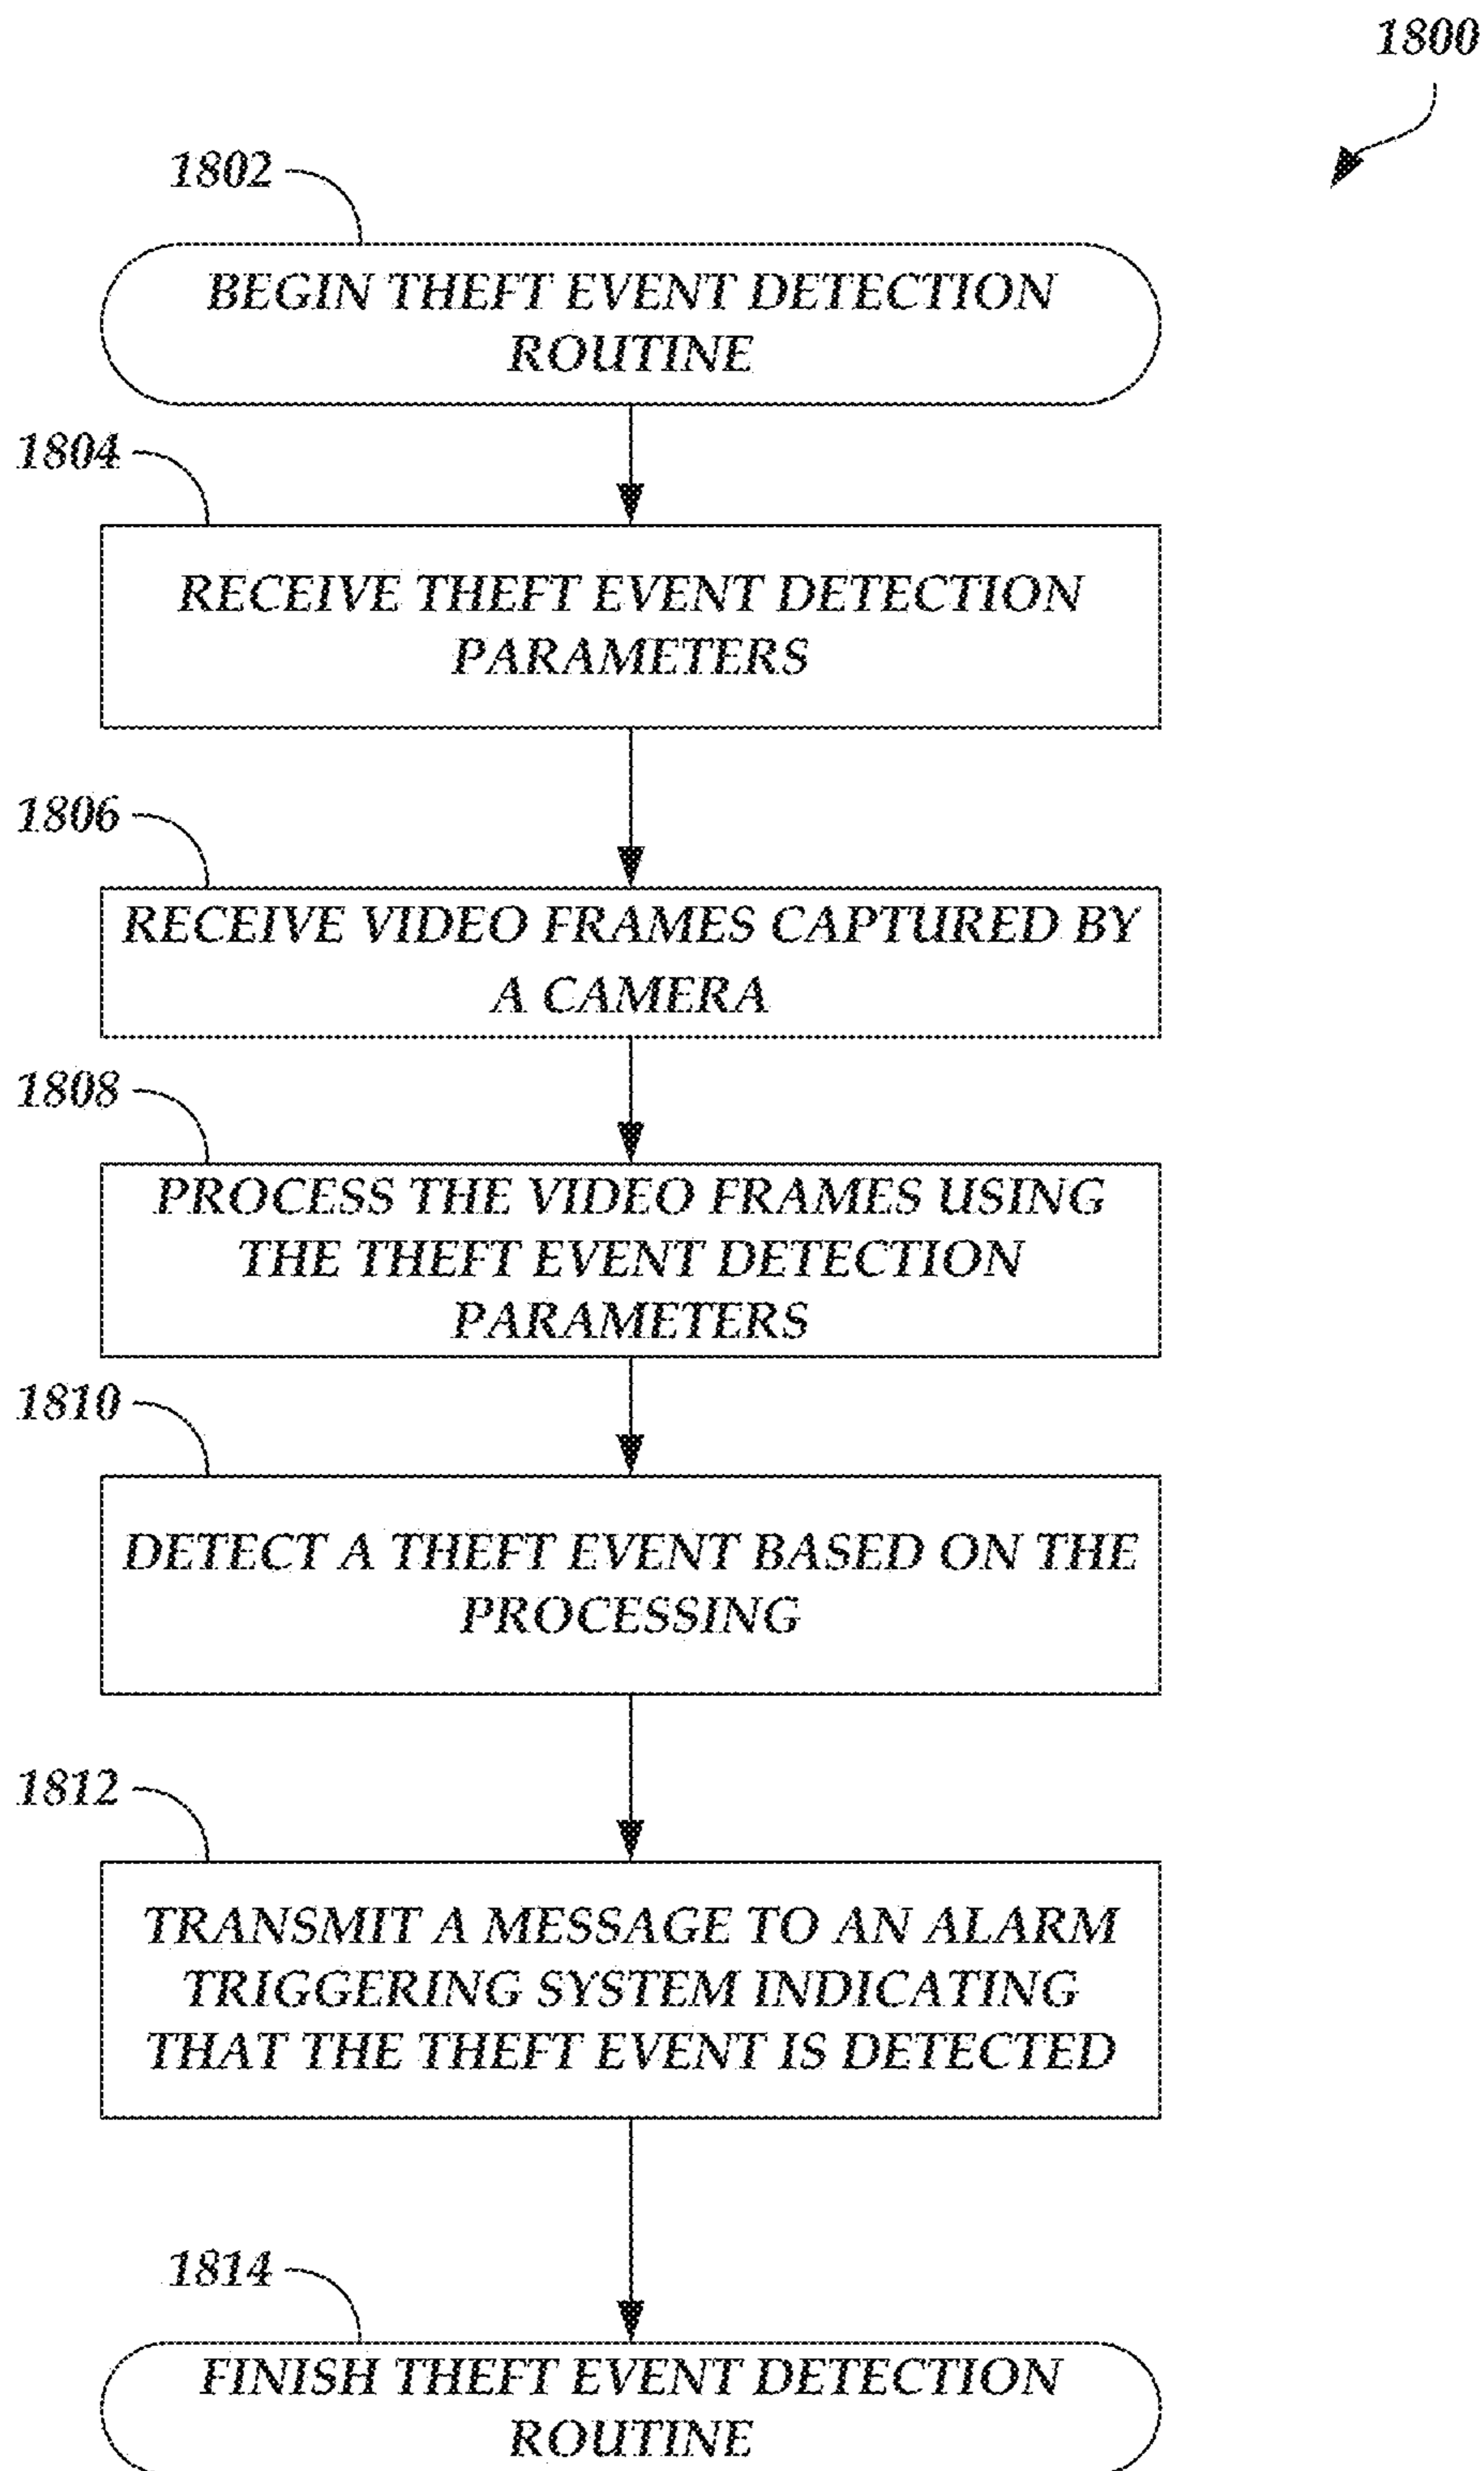 1800
1802
BEGIN THEFT EVENT DETECTION
ROUTINE
1804
RECEIVE THEFT EVENT DETECTION
PARAMETERS
1806
RECEIVE VIDEO FRAMES CAPTURED BY
A CAMERA
1808
PROCESS THE VIDEO FRAMES USING
THE THEFT EVENT DETECTION
PARAMETERS
1810
DETECT A THEFT EVENT BASED ON THE
PROCESSING
1812
TRANSMIT A MESSAGE TO AN ALARM
TRIGGERING SYSTEM INDICATING
THAT THE THEFT EVENT IS DETECTED
1814
FINISH THEFT EVENT DETECTION
ROUTINE